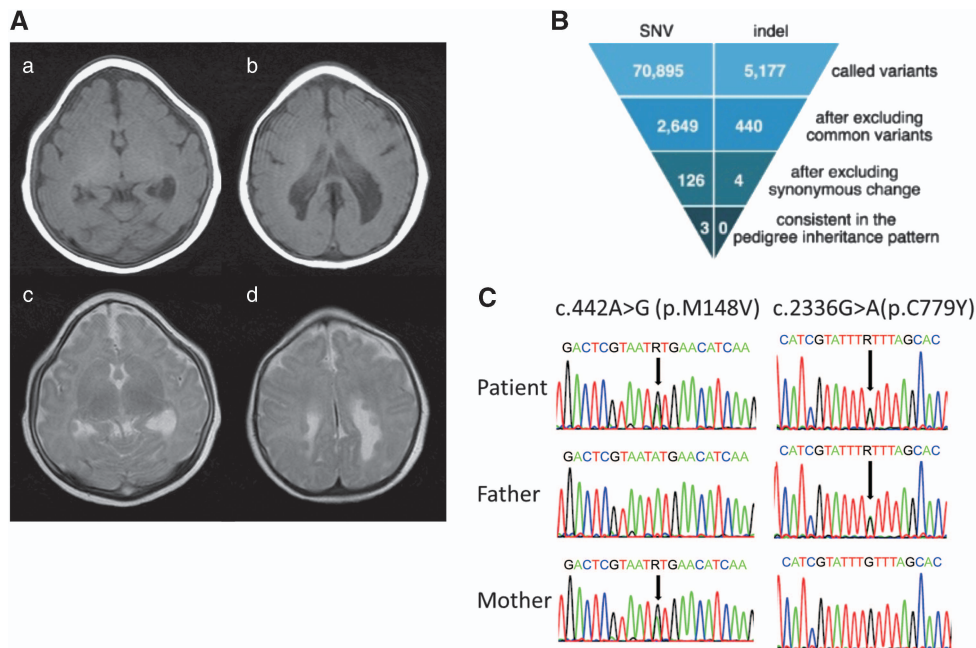 A
a
b
c
d
B
SNV indel
70,895 5,177 called variants
2,649 440 after excluding
common variants
126 4 after excluding
synonymous change
3 0 consistent in the
pedigree inheritance pattern
C
c.442A>G (p.M148V) c.2336G>A(p.C779Y)
GACTCGTAATRTGAACATCAA CATCGTATTTRTTTAGCAC
Patient
GACTCGTAATATGAACATCAA CATCGTATTTRTTTAGCAC
Father
GACTCGTAATRTGAACATCAA CATCGTATTTGTTTAGCAC
Mother